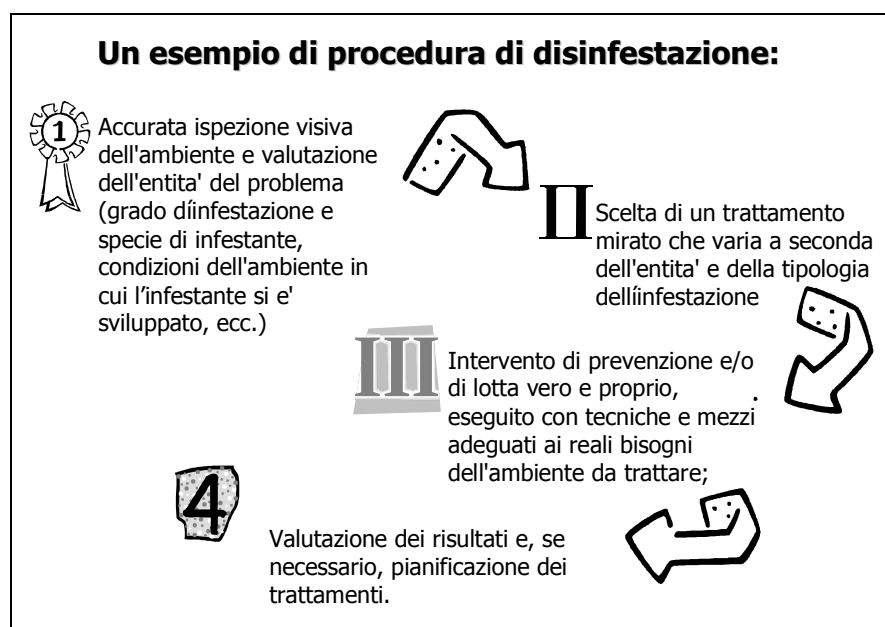 Un esempio di procedura di disinfestazione:
1
Accurata ispezione visiva
dell'ambiente e valutazione
dell'entita' del problema
(grado díinfestazione e
specie di infestante,
condizioni dell'ambiente in
cui l’infestante si e'
sviluppato, ecc.)
II
Scelta di un trattamento
mirato che varia a seconda
dell'entita' e della tipologia
dellíinfestazione
III
Intervento di prevenzione e/o
di lotta vero e proprio,
eseguito con tecniche e mezzi
adeguati ai reali bisogni
dell'ambiente da trattare;
4
Valutazione dei risultati e, se
necessario, pianificazione dei
trattamenti.